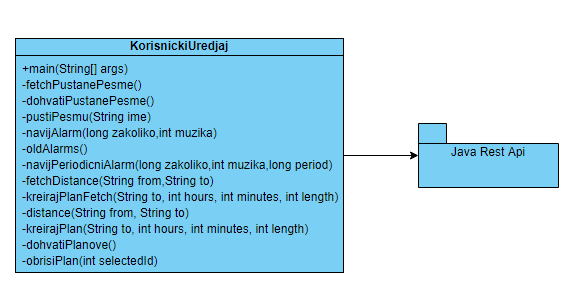 KorisnickiUredjaj
+main(String[] args)
-fetchPustanePesme()
-dohvatiPustanePesme()
-pustiPesmu(String ime)
-navijAlarm(long zakoliko,int muzika)
-oldAlarms()
-navijPeriodicniAlarm(long zakoliko,int muzika,long period)
-fetchDistance(String from,String to)
-kreirajPlanFetch(String to, int hours, int minutes, int length)
-distance(String from, String to)
-kreirajPlan(String to, int hours, int minutes, int length)
-dohvatiPlanove()
-obrisiPlan(int selectedId)
Java Rest Api